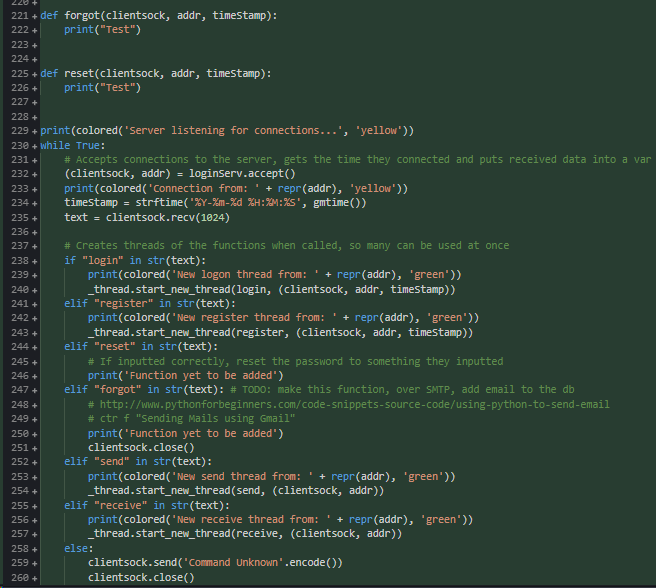 220 +
221 + def forgot(clientsock, addr, timeStamp):
222 +     print("Test")
223 +
224 +
225 + def reset(clientsock, addr, timeStamp):
226 +     print("Test")
227 +
228 +
229 + print(colored('Server listening for connections...', 'yellow'))
230 + while True:
231 +     # Accepts connections to the server, gets the time they connected and puts received data into a var
232 +     (clientsock, addr) = loginServ.accept()
233 +     print(colored('Connection from: ' + repr(addr), 'yellow'))
234 +     timeStamp = strftime('%Y-%m-%d %H:%M:%S', gmtime())
235 +     text = clientsock.recv(1024)
236 +
237 +     # Creates threads of the functions when called, so many can be used at once
238 +     if "login" in str(text):
239 +         print(colored('New logon thread from: ' + repr(addr), 'green'))
240 +         _thread.start_new_thread(login, (clientsock, addr, timeStamp))
241 +     elif "register" in str(text):
242 +         print(colored('New register thread from: ' + repr(addr), 'green'))
243 +         _thread.start_new_thread(register, (clientsock, addr, timeStamp))
244 +     elif "reset" in str(text):
245 +         # If inputted correctly, reset the password to something they inputted
246 +         print('Function yet to be added')
247 +     elif "forgot" in str(text): # TODO: make this function, over SMTP, add email to the db
248 +         # http://www.pythonforbeginners.com/code-snippets-source-code/using-python-to-send-email
249 +         # ctr f "Sending Mails using Gmail"
250 +         print('Function yet to be added')
251 +         clientsock.close()
252 +     elif "send" in str(text):
253 +         print(colored('New send thread from: ' + repr(addr), 'green'))
254 +         _thread.start_new_thread(send, (clientsock, addr))
255 +     elif "receive" in str(text):
256 +         print(colored('New receive thread from: ' + repr(addr), 'green'))
257 +         _thread.start_new_thread(receive, (clientsock, addr))
258 +     else:
259 +         clientsock.send('Command Unknown'.encode())
260 +         clientsock.close()